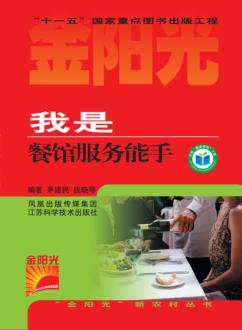 "十一五"国家重点图书出版工程
金阳光
我是
餐馆服务能手
编著 茅建民 钱晓琴
凤凰出版传媒集团
江苏科学技术出版社
金阳光
"金阳光"新农村丛书